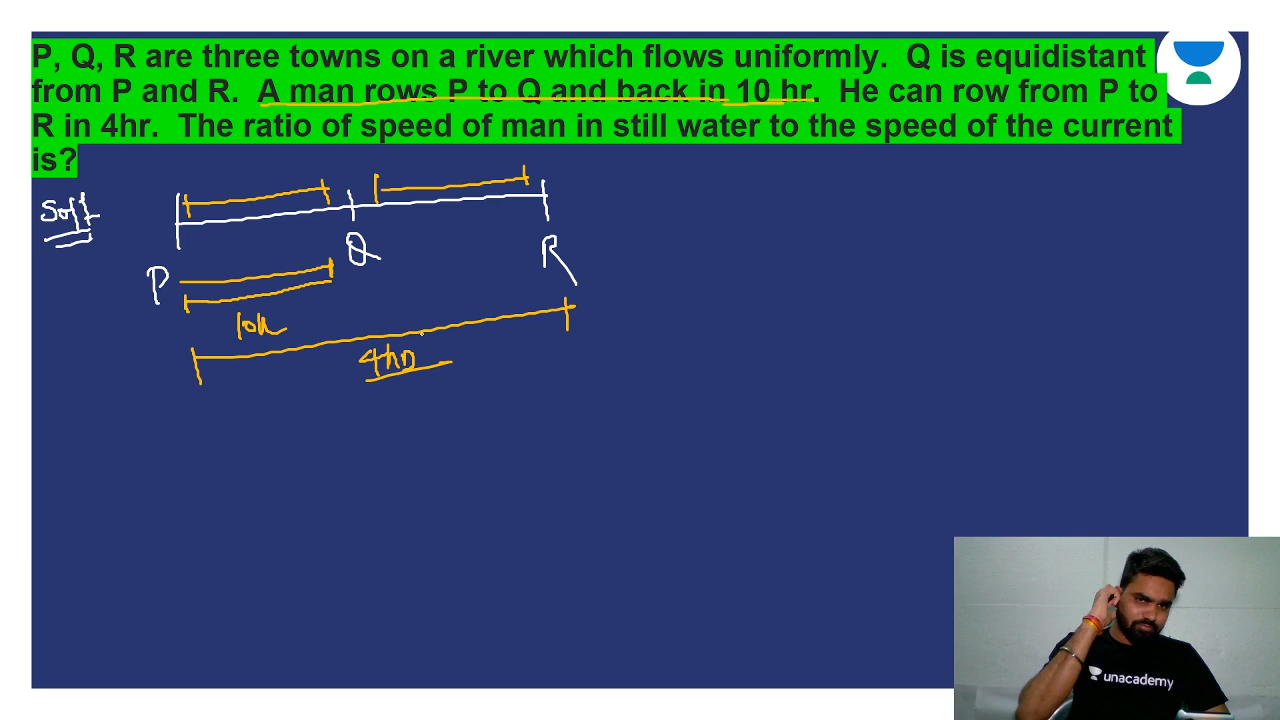 P, Q, R are three towns on a river which flows uniformly. Q is equidistant
from P and R. A man rows P to Q and back in 10 hr. He can row from P to
R in 4hr. The ratio of speed of man in still water to the speed of the current
is?
P
Q
R
4hr
unacademy